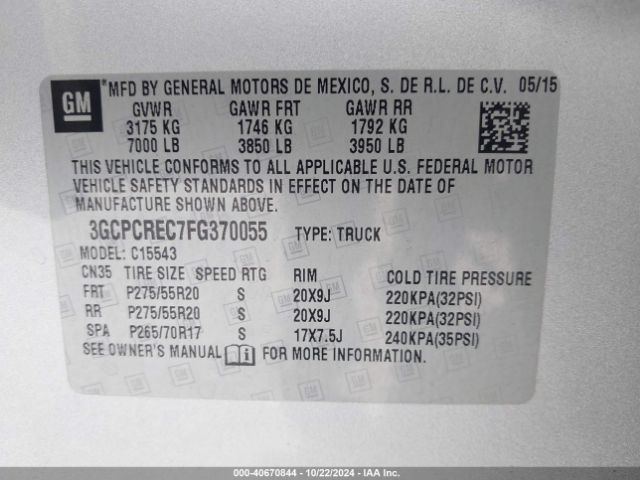 GM
*MFD BY GENERAL MOTORS DE MEXICO, S. DE R.L. DE C.V. 05/15
GVWR GAWR FRT GAWR RR
3175 KG 1746 KG 1792 KG
7000 LB 3850 LB 3950 LB
THIS VEHICLE CONFORMS TO ALL APPLICABLE U.S. FEDERAL MOTOR
VEHICLE SAFETY STANDARDS IN EFFECT ON THE DATE OF
MANUFACTURE SHOWN ABOVE.
3GCPCREC7FG370055 TYPE: TRUCK
MODEL: C15543
CN35 TIRE SIZE SPEED RTG RIM COLD TIRE PRESSURE
FRT P275/55R20 S 20X9J 220KPA(32PSI)
RR P275/55R20 S 20X9J 220KPA(32PSI)
SPA P265/70R17 S 17X7.5J 240KPA(35PSI)
SEE OWNER'S MANUAL FOR MORE INFORMATION.
000-40670844 | 10/22/2024 - IAA Inc.